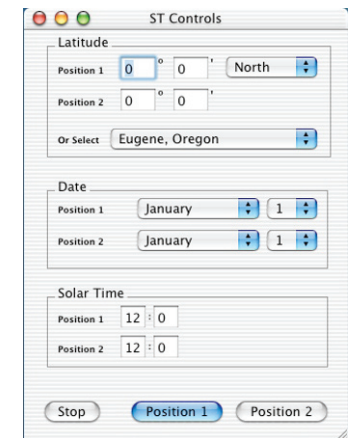 ST Controls
Latitude
Position 1 0 ° 0 ' North
Position 2 0 ° 0 '
Or Select Eugene, Oregon
Date
Position 1 January 1
Position 2 January 1
Solar Time
Position 1 12 : 0
Position 2 12 : 0
Stop Position 1 Position 2